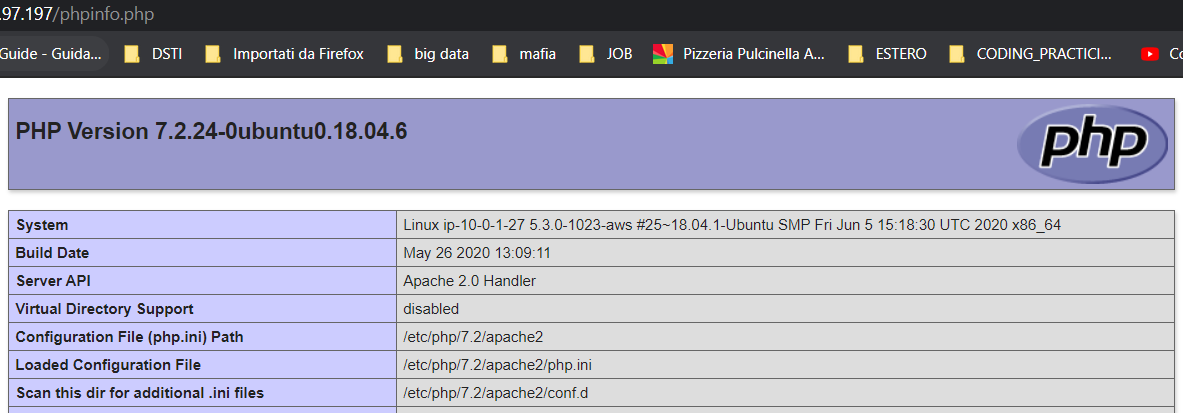 .97.197/phpinfo.php
Guide - Guida... DSTI Importati da Firefox big data mafia JOB Pizzeria Pulcinella A... ESTERO CODING_PRACTICI... Co
PHP Version 7.2.24-0ubuntu0.18.04.6 php
System Linux ip-10-0-1-27 5.3.0-1023-aws #25~18.04.1-Ubuntu SMP Fri Jun 5 15:18:30 UTC 2020 x86_64
Build Date May 26 2020 13:09:11
Server API Apache 2.0 Handler
Virtual Directory Support disabled
Configuration File (php.ini) Path /etc/php/7.2/apache2
Loaded Configuration File /etc/php/7.2/apache2/php.ini
Scan this dir for additional .ini files /etc/php/7.2/apache2/conf.d